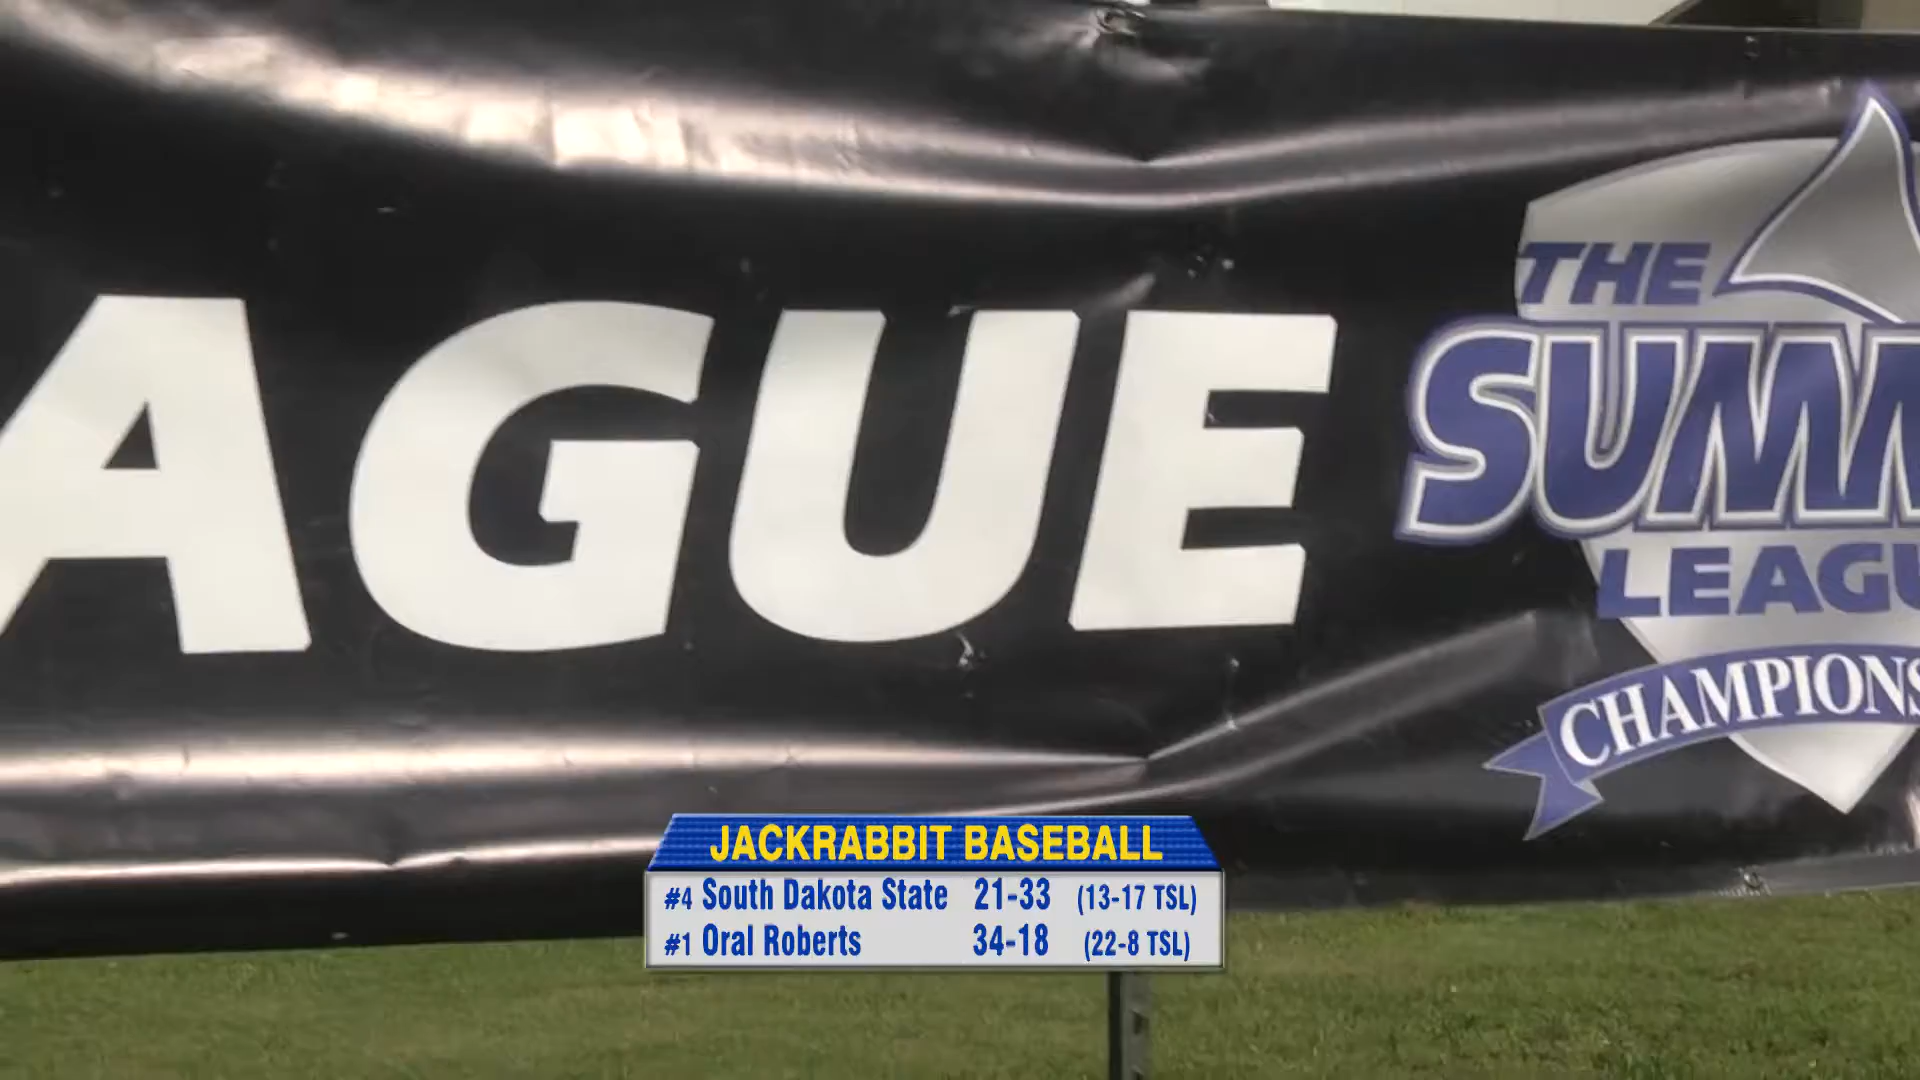 AGUE
THE
SUMM
LEAGU
CHAMPIONS
JACKRABBIT BASEBALL
#4 South Dakota State 21-33 (13-17 TSL)
#1 Oral Roberts 34-18 (22-8 TSL)